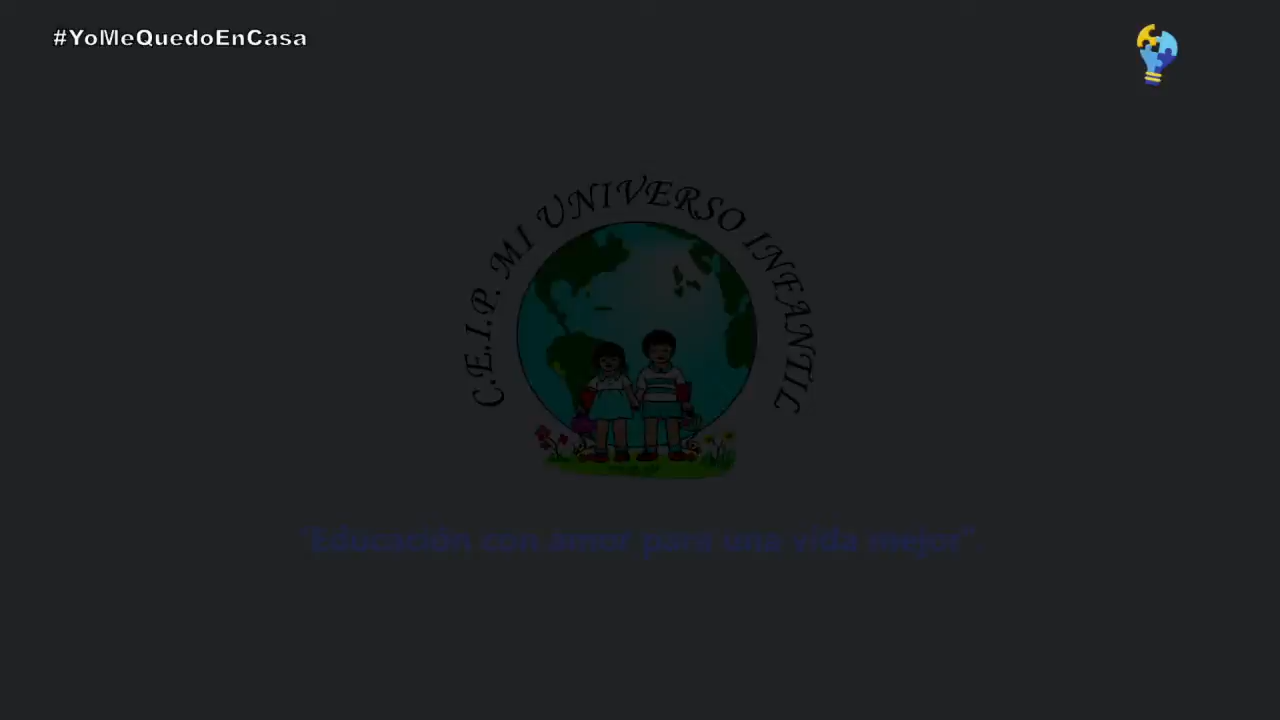 #YoMeQuedoEnCasa
C.E.I.P. MI UNIVERSO INFANTIL
"Educación con amor para una vida mejor".